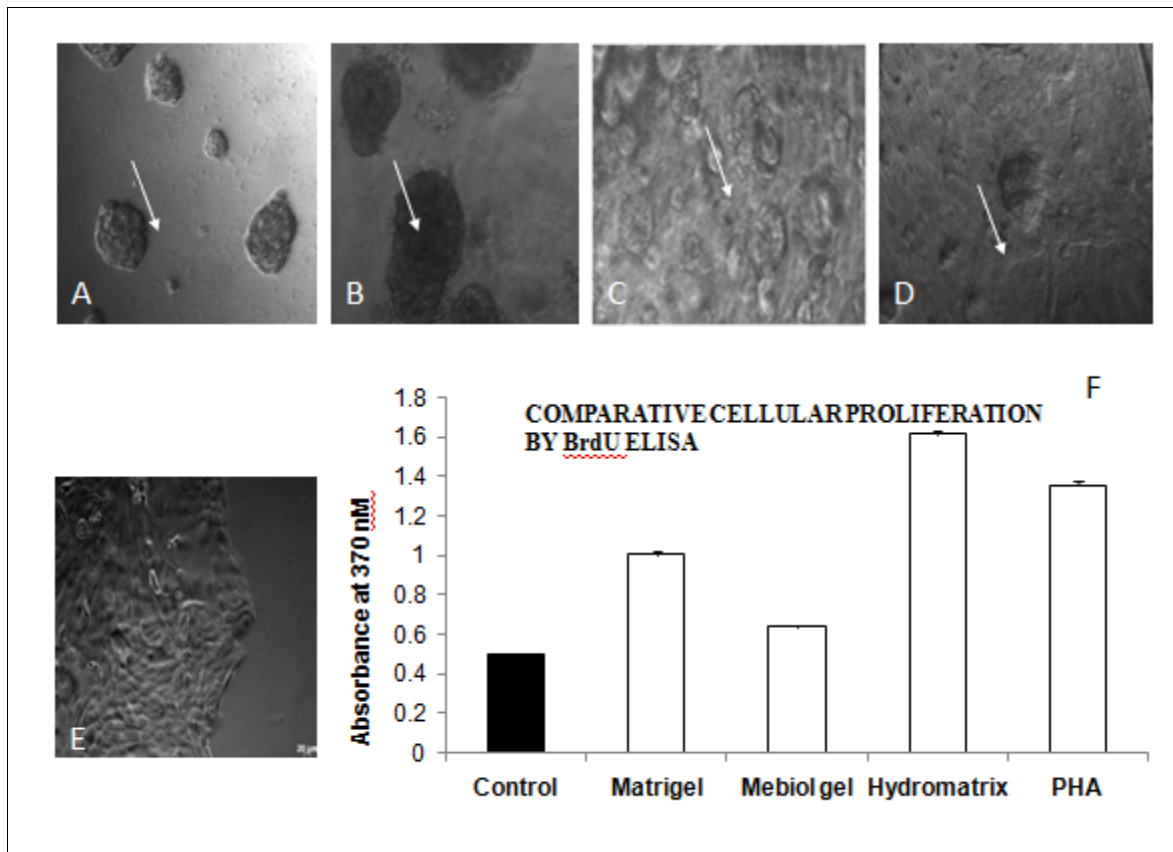 A
B
C
D
E
F
COMPARATIVE CELLULAR PROLIFERATION
BY BrdU ELISA
Absorbance at 370 nM
1.8
1.6
1.4
1.2
1
0.8
0.6
0.4
0.2
0
Control Matrigel Mebiol gel Hydromatrix PHA